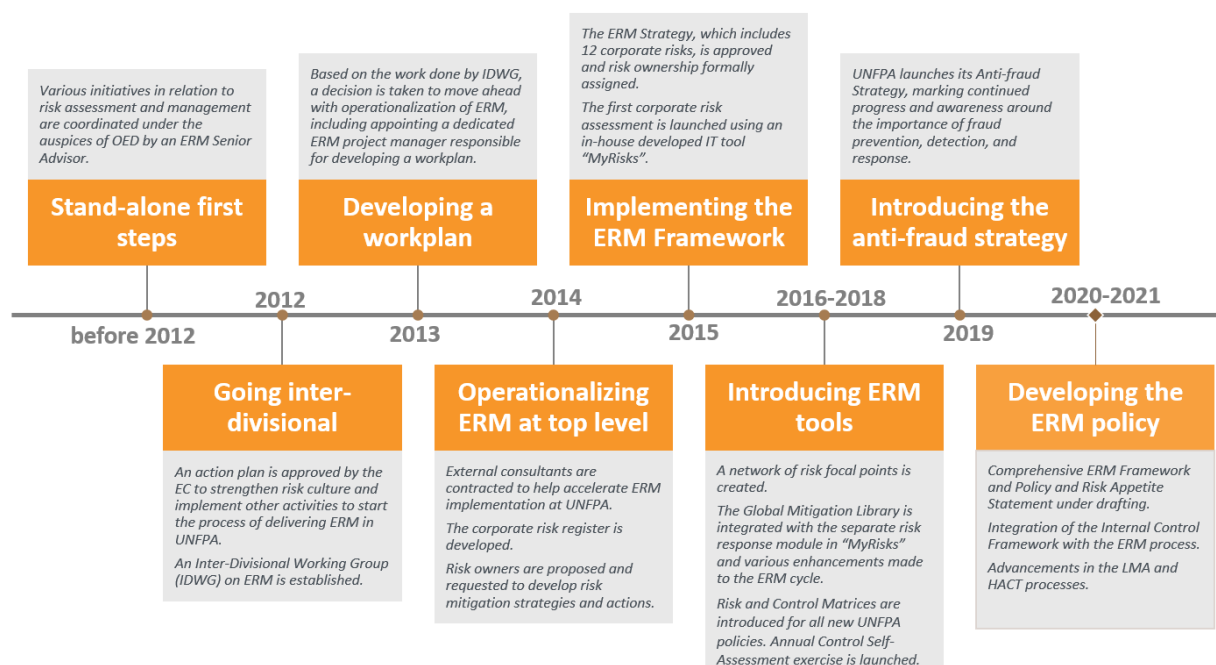 Various initiatives in relation to
risk assessment and management
are coordinated under the
auspices of OED by an ERM Senior
Advisor.
Stand-alone first
steps
before 2012
2012
Going inter-
divisional
An action plan is approved by the
EC to strengthen risk culture and
implement other activities to start
the process of delivering ERM in
UNFPA.
An Inter-Divisional Working Group
(IDWG) on ERM is established.
Based on the work done by IDWG,
a decision is taken to move ahead
with operationalization of ERM,
including appointing a dedicated
ERM project manager responsible
for developing a workplan.
Developing a
workplan
2013
2014
Operationalizing
ERM at top level
External consultants are
contracted to help accelerate ERM
implementation at UNFPA.
The corporate risk register is
developed.
Risk owners are proposed and
requested to develop risk
mitigation strategies and actions.
The ERM Strategy, which includes
12 corporate risks, is approved
and risk ownership formally
assigned.
The first corporate risk
assessment is launched using an
in-house developed IT tool
“MyRisks”.
Implementing the
ERM Framework
2015
2016-2018
Introducing ERM
tools
A network of risk focal points is
created.
The Global Mitigation Library is
integrated with the separate risk
response module in “MyRisks”
and various enhancements made
to the ERM cycle.
Risk and Control Matrices are
introduced for all new UNFPA
policies. Annual Control Self-
Assessment exercise is launched.
UNFPA launches its Anti-fraud
Strategy, marking continued
progress and awareness around
the importance of fraud
prevention, detection, and
response.
Introducing the
anti-fraud strategy
2019
2020-2021
Developing the
ERM policy
Comprehensive ERM Framework
and Policy and Risk Appetite
Statement under drafting.
Integration of the Internal Control
Framework with the ERM process.
Advancements in the LMA and
HACT processes.